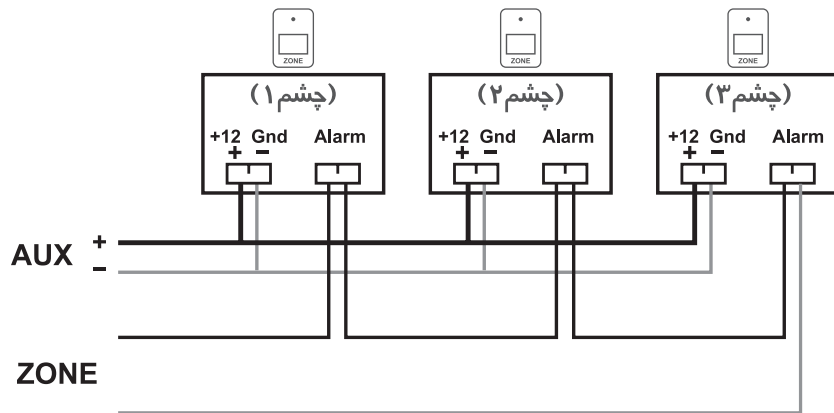 ZONE
ZONE
ZONE
(چشم۱)
(چشم۲)
(چشم۳)
+12 Gnd Alarm
+ −
+12 Gnd Alarm
+ −
+12 Gnd Alarm
+ −
AUX + −
ZONE